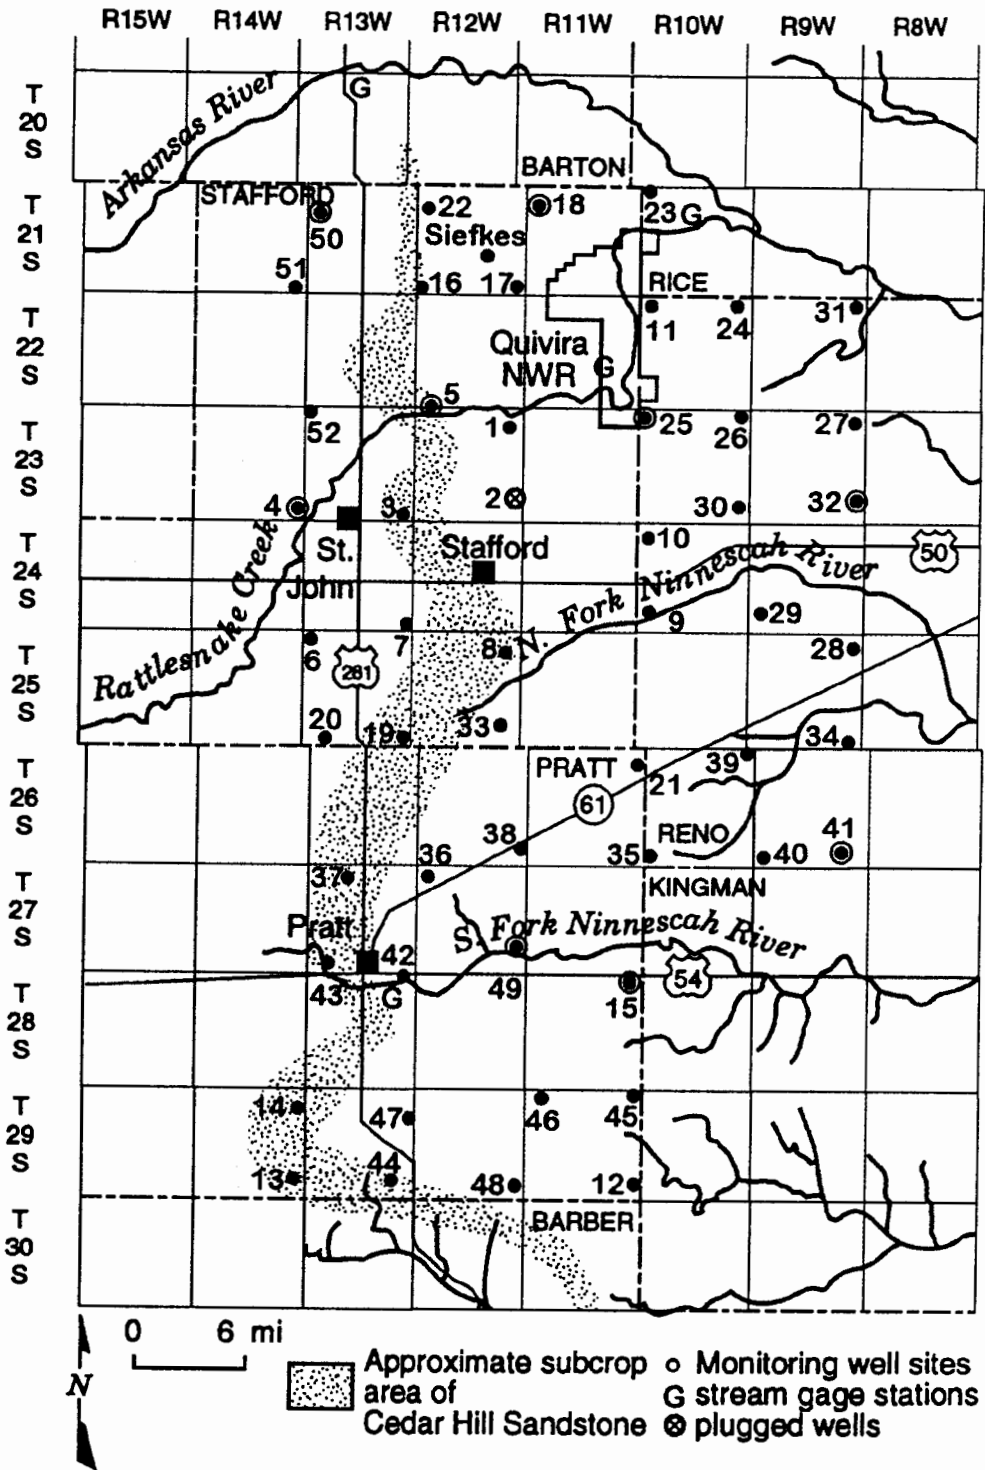 R15W R14W R13W R12W R11W R10W R9W R8W
T
20
S
Arkansas River
G
BARTON
STAFFORD
T
21
S
50
22
18
23 G
Siefkes
51
16
17
RICE
T
22
S
11
24
31
Quivira
NWR
G
5
52
1
25
26
27
T
23
S
4
3
2
30
32
10
50
St.
John
Stafford
T
24
S
N. Fork Ninnescah River
Rattlesnake Creek
9
29
6
7
8
28
T
25
S
281
20
19
33
34
PRATT
21
39
T
26
S
61
38
RENO
41
36
35
40
37
KINGMAN
T
27
S
Pratt
S. Fork Ninnescah River
42
43
G
49
15
54
T
28
S
14
47
46
45
T
29
S
13
44
48
12
BARBER
T
30
S
0 6 mi
N
Approximate subcrop
area of
Cedar Hill Sandstone
Monitoring well sites
G stream gage stations
plugged wells